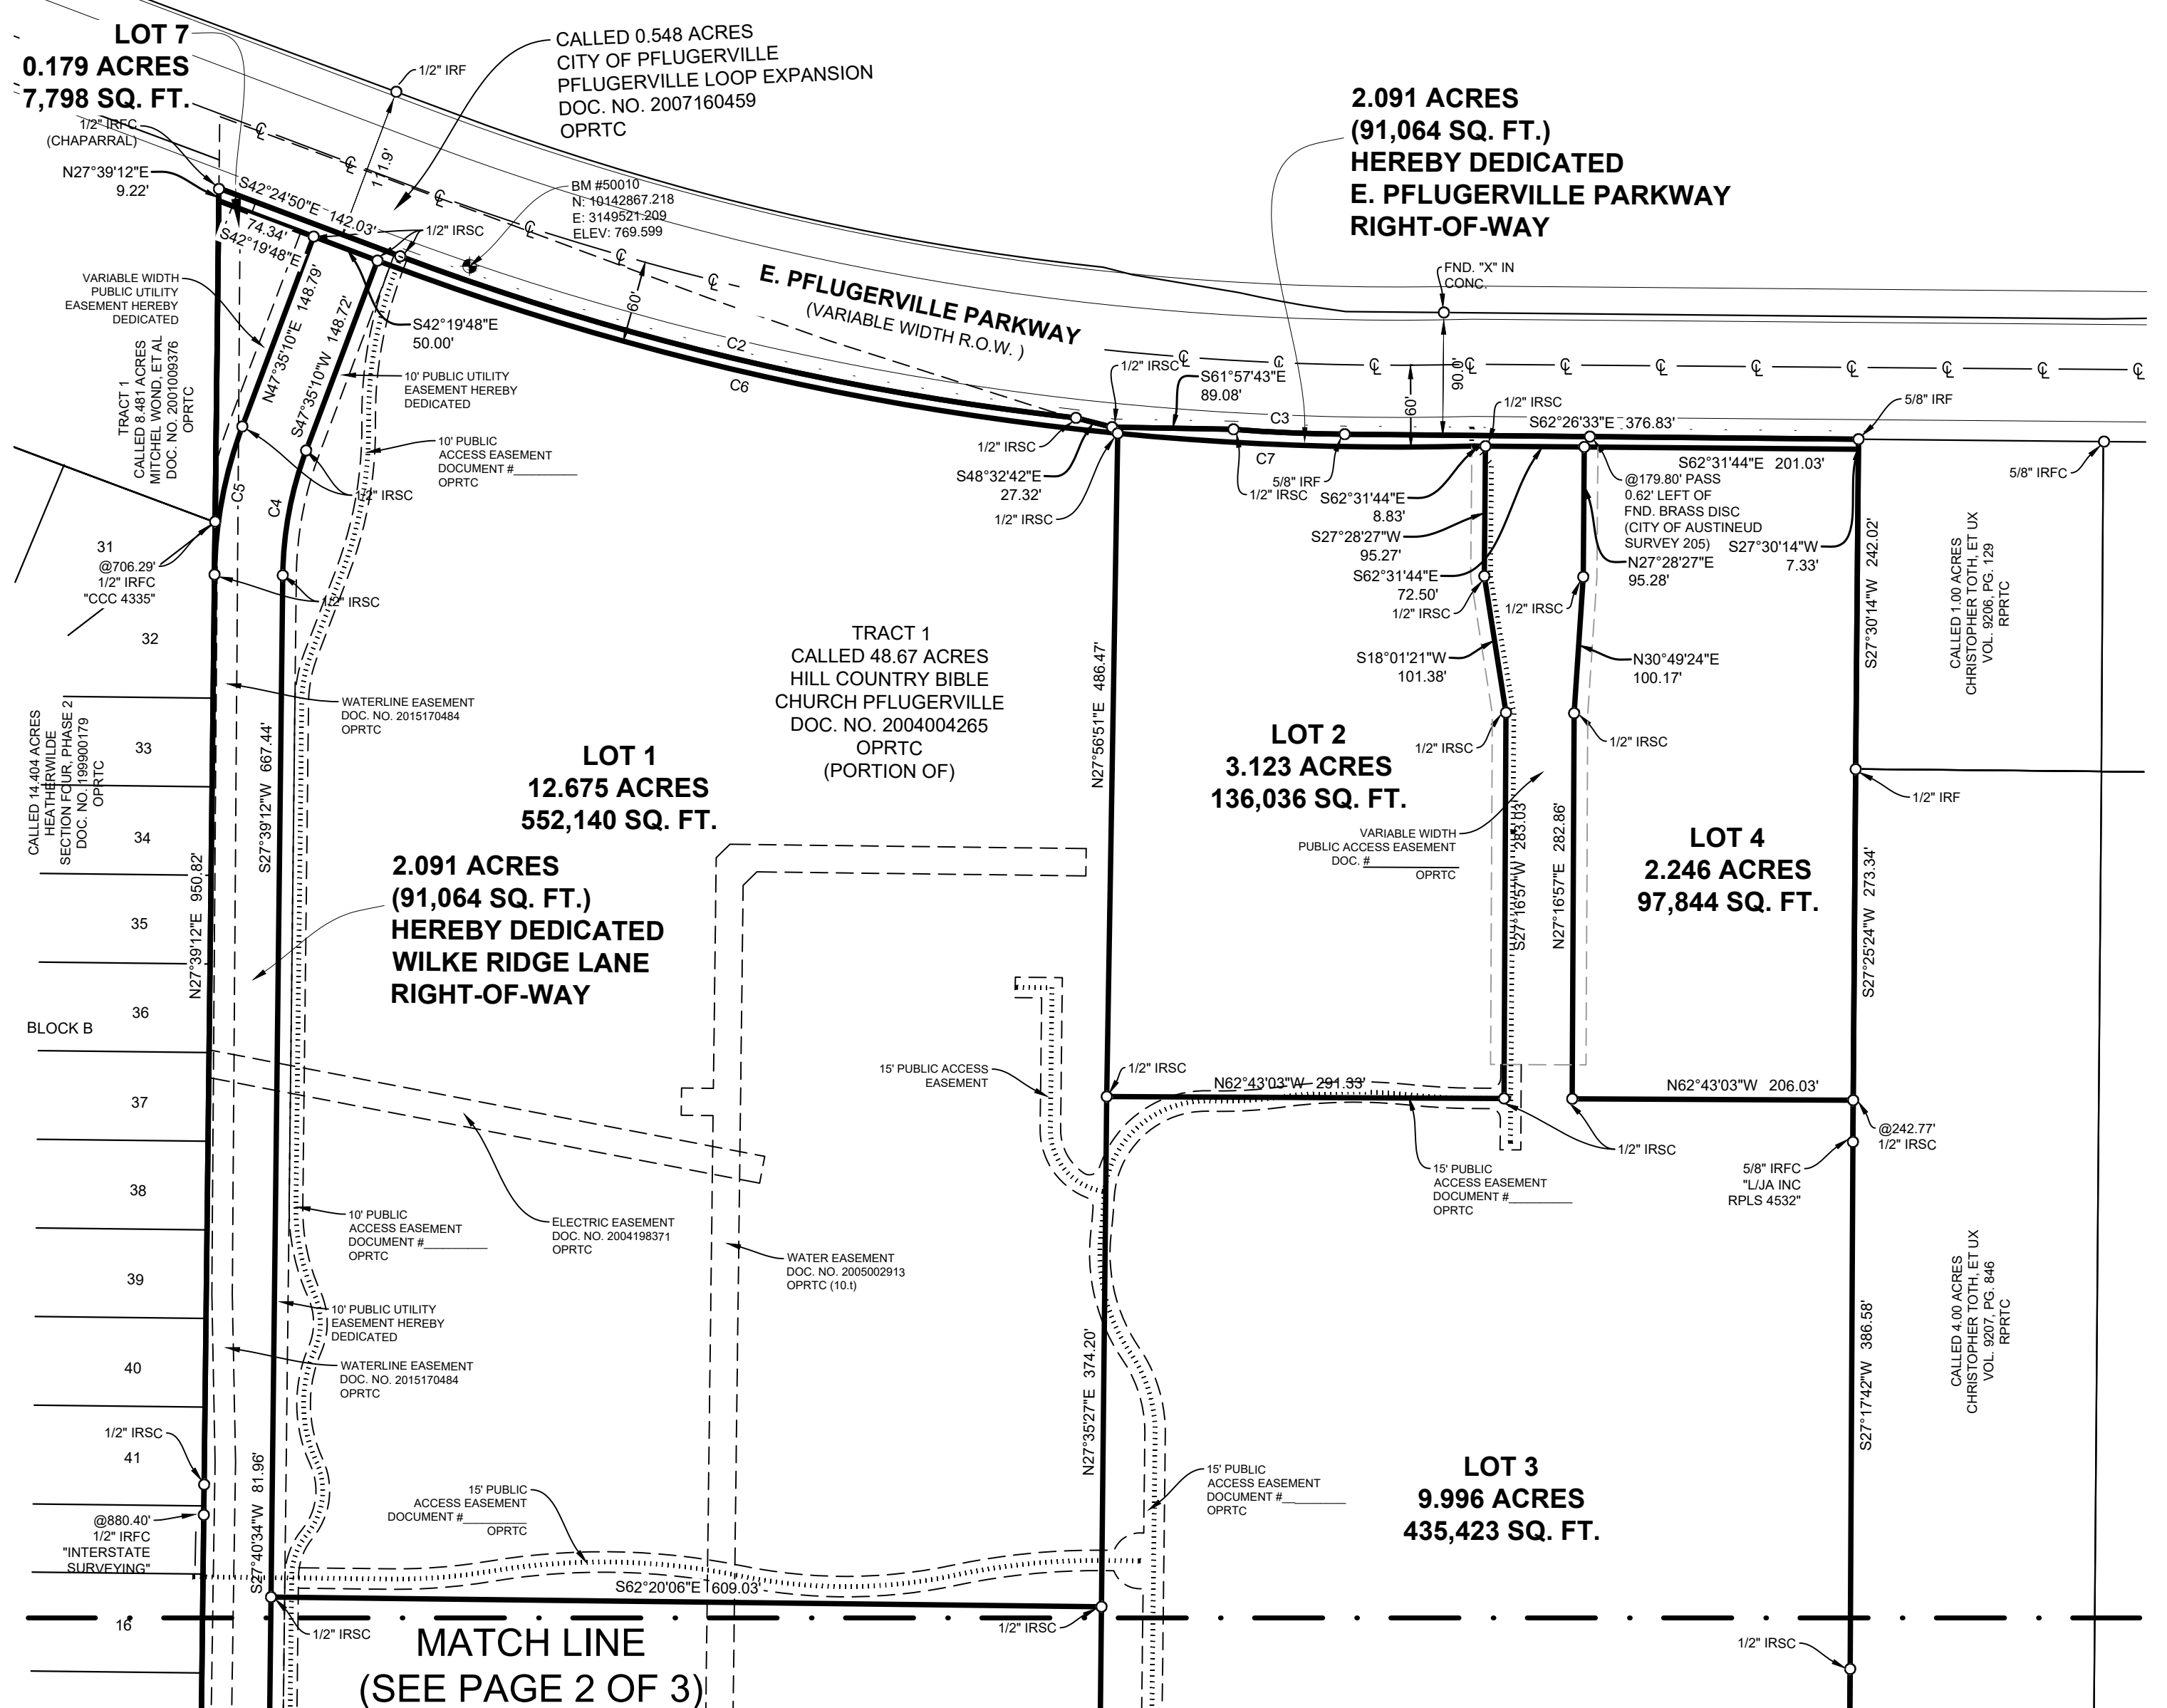 LOT 7
0.179 ACRES
7,798 SQ. FT.
1/2" IRFC
(CHAPARRAL)
N27°39'12"E
9.22'
1/2" IRF
CALLED 0.548 ACRES
CITY OF PFLUGERVILLE
PFLUGERVILLE LOOP EXPANSION
DOC. NO. 2007160459
OPRTC
111.9'
S42°24'50"E 142.03'
74.34'
S42°19'48"E
1/2" IRSC
BM #50010
N: 10142867.218
E: 3149521.209
ELEV: 769.599
2.091 ACRES
(91,064 SQ. FT.)
HEREBY DEDICATED
E. PFLUGERVILLE PARKWAY
RIGHT-OF-WAY
FND. "X" IN
CONC.
E. PFLUGERVILLE PARKWAY
(VARIABLE WIDTH R.O.W. )
60'
C2
C6
VARIABLE WIDTH
PUBLIC UTILITY
EASEMENT HEREBY
DEDICATED
N47°35'10"E 148.79'
S47°35'10"W 148.72'
S42°19'48"E
50.00'
10' PUBLIC UTILITY
EASEMENT HEREBY
DEDICATED
10' PUBLIC
ACCESS EASEMENT
DOCUMENT #__________
OPRTC
TRACT 1
CALLED 8.481 ACRES
MITCHEL WOND, ET AL
DOC. NO. 2001009376
OPRTC
C5
C4
1/2" IRSC
1/2" IRSC
S61°57'43"E
89.08'
C3
C7
60'
90.0'
1/2" IRSC
S62°26'33"E 376.83'
5/8" IRF
1/2" IRSC
S48°32'42"E
27.32'
1/2" IRSC
5/8" IRF
1/2" IRSC
S62°31'44"E
8.83'
S27°28'27"W
95.27'
S62°31'44"E
72.50'
1/2" IRSC
1/2" IRSC
S62°31'44"E 201.03'
@179.80' PASS
0.62' LEFT OF
FND. BRASS DISC
(CITY OF AUSTINEUD
SURVEY 205)
S27°30'14"W
7.33'
N27°28'27"E
95.28'
5/8" IRFC
S27°30'14"W 242.02'
CALLED 1.00 ACRES
CHRISTOPHER TOTH, ET UX
VOL. 9206, PG. 129
RPRTC
31
@706.29'
1/2" IRFC
"CCC 4335"
1/2" IRSC
32
33
34
35
36
BLOCK B
37
38
39
40
41
16
CALLED 14.404 ACRES
HEATHERWILDE
SECTION FOUR, PHASE 2
DOC. NO. 199900179
OPRTC
WATERLINE EASEMENT
DOC. NO. 2015170484
OPRTC
S27°39'12"W 667.44'
N27°39'12"E 950.82'
LOT 1
12.675 ACRES
552,140 SQ. FT.
TRACT 1
CALLED 48.67 ACRES
HILL COUNTRY BIBLE
CHURCH PFLUGERVILLE
DOC. NO. 2004004265
OPRTC
(PORTION OF)
N27°56'51"E 486.47'
S18°01'21"W
101.38'
N30°49'24"E
100.17'
1/2" IRSC
1/2" IRSC
LOT 2
3.123 ACRES
136,036 SQ. FT.
VARIABLE WIDTH
PUBLIC ACCESS EASEMENT
DOC. #______________
OPRTC
S27°16'57"W 283.03'
N27°16'57"E 282.86'
1/2" IRF
LOT 4
2.246 ACRES
97,844 SQ. FT.
S27°25'24"W 273.34'
2.091 ACRES
(91,064 SQ. FT.)
HEREBY DEDICATED
WILKE RIDGE LANE
RIGHT-OF-WAY
15' PUBLIC ACCESS
EASEMENT
1/2" IRSC
N62°43'03"W 291.33'
N62°43'03"W 206.03'
@242.77'
1/2" IRSC
1/2" IRSC
5/8" IRFC
"L/JA INC
RPLS 4532"
15' PUBLIC
ACCESS EASEMENT
DOCUMENT #__________
OPRTC
10' PUBLIC
ACCESS EASEMENT
DOCUMENT #__________
OPRTC
ELECTRIC EASEMENT
DOC. NO. 2004198371
OPRTC
WATER EASEMENT
DOC. NO. 2005002913
OPRTC (10.t)
CALLED 4.00 ACRES
CHRISTOPHER TOTH, ET UX
VOL. 9207, PG. 846
RPRTC
10' PUBLIC UTILITY
EASEMENT HEREBY
DEDICATED
WATERLINE EASEMENT
DOC. NO. 2015170484
OPRTC
N27°35'27"E 374.20'
S27°17'42"W 386.58'
1/2" IRSC
@880.40'
1/2" IRFC
"INTERSTATE
SURVEYING"
S27°40'34"W 81.96'
15' PUBLIC
ACCESS EASEMENT
DOCUMENT #__________
OPRTC
15' PUBLIC
ACCESS EASEMENT
DOCUMENT #__________
OPRTC
LOT 3
9.996 ACRES
435,423 SQ. FT.
S62°20'06"E 609.03'
1/2" IRSC
1/2" IRSC
1/2" IRSC
MATCH LINE
(SEE PAGE 2 OF 3)